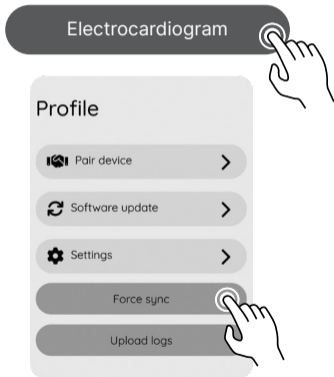 Electrocardiogram
Profile
Pair device
Software update
Settings
Force sync
Upload logs